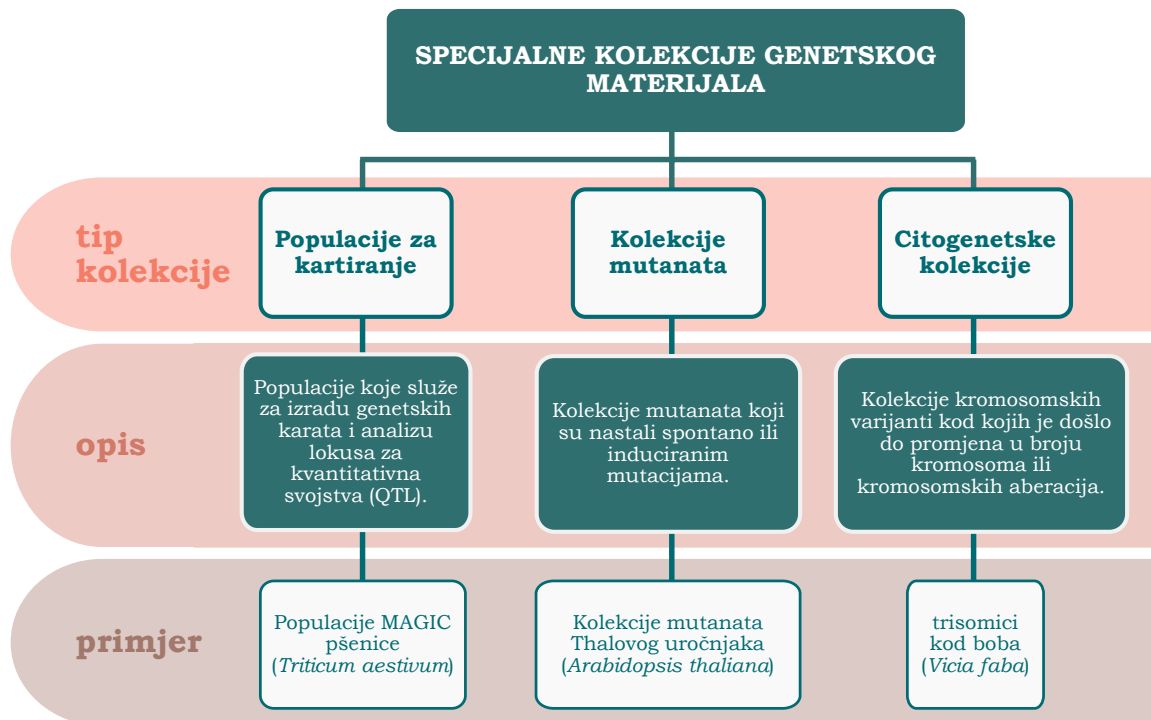 SPECIJALNE KOLEKCIJE GENETSKOG
MATERIJALA
tip
kolekcije
Populacije za
kartiranje
Kolekcije
mutanata
Citogenetske
kolekcije
opis
Populacije koje služe
za izradu genetskih
karata i analizu
lokusa za
kvantitativna
svojstva (QTL).
Kolekcije mutanata koji
su nastali spontano ili
induciranim
mutacijama.
Kolekcije kromosomskih
varijanti kod kojih je došlo
do promjena u broju
kromosoma ili
kromosomskih aberacija.
primjer
Populacije MAGIC
pšenice
(Triticum aestivum)
Kolekcije mutanata
Thalovog uročnjaka
(Arabidopsis thaliana)
trisomici
kod boba
(Vicia faba)